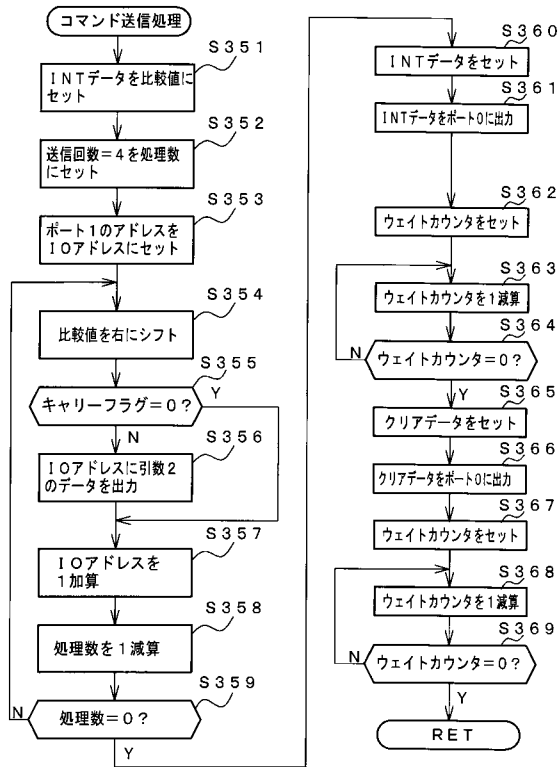 コマンド送信処理
S351
INTデータを比較値に
セット
S352
送信回数=4を処理数
にセット
S353
ポート1のアドレスを
IOアドレスにセット
S354
比較値を右にシフト
S355
キャリーフラグ=0?
Y
N
S356
IOアドレスに引数2
のデータを出力
S357
IOアドレスを
1加算
S358
処理数を1減算
S359
N
処理数=0?
Y
S360
INTデータをセット
S361
INTデータをポート0に出力
S362
ウェイトカウンタをセット
S363
ウェイトカウンタを1減算
S364
N
ウェイトカウンタ=0?
Y
S365
クリアデータをセット
S366
クリアデータをポート0に出力
S367
ウェイトカウンタをセット
S368
ウェイトカウンタを1減算
S369
N
ウェイトカウンタ=0?
Y
RET